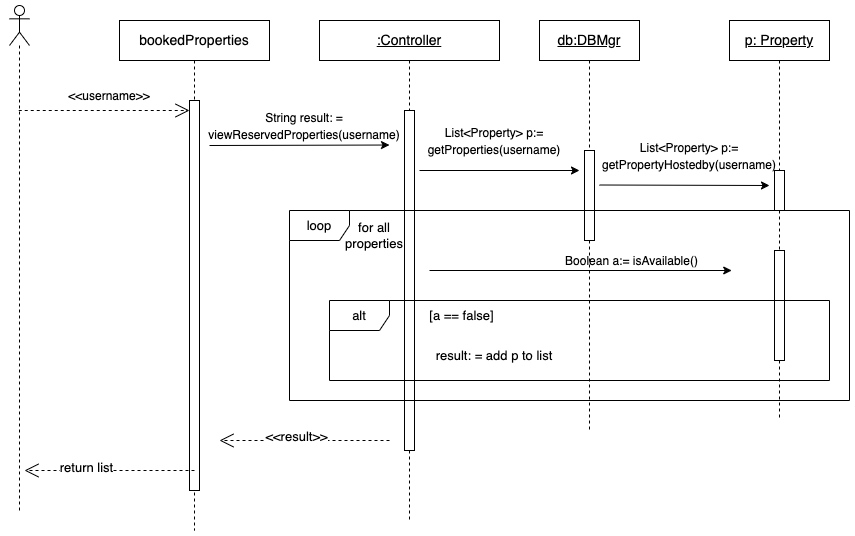 bookedProperties
:Controller
db:DBMgr
p: Property
<<username>>
String result: =
viewReservedProperties(username)
List<Property> p:=
getProperties(username)
List<Property> p:=
getPropertyHostedby(username)
loop
for all
properties
Boolean a:= isAvailable()
alt
[a == false]
result: = add p to list
<<result>>
return list